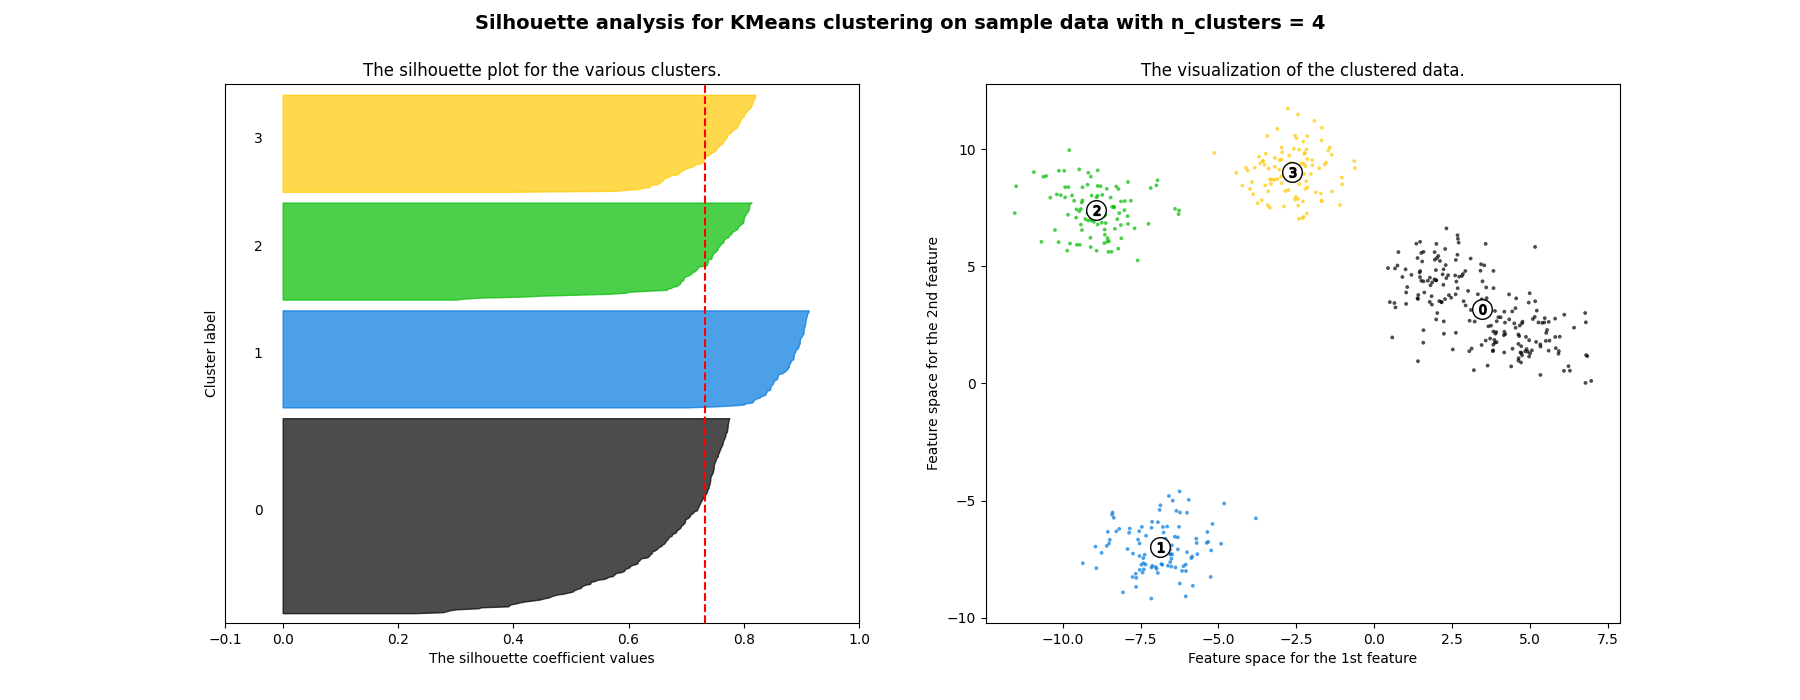 Silhouette analysis for KMeans clustering on sample data with n_clusters = 4
The silhouette plot for the various clusters.
3
2
1
0
Cluster label
−0.1 0.0 0.2 0.4 0.6 0.8 1.0
The silhouette coefficient values
The visualization of the clustered data.
10
5
0
−5
−10
Feature space for the 2nd feature
3
2
0
1
−10.0 −7.5 −5.0 −2.5 0.0 2.5 5.0 7.5
Feature space for the 1st feature